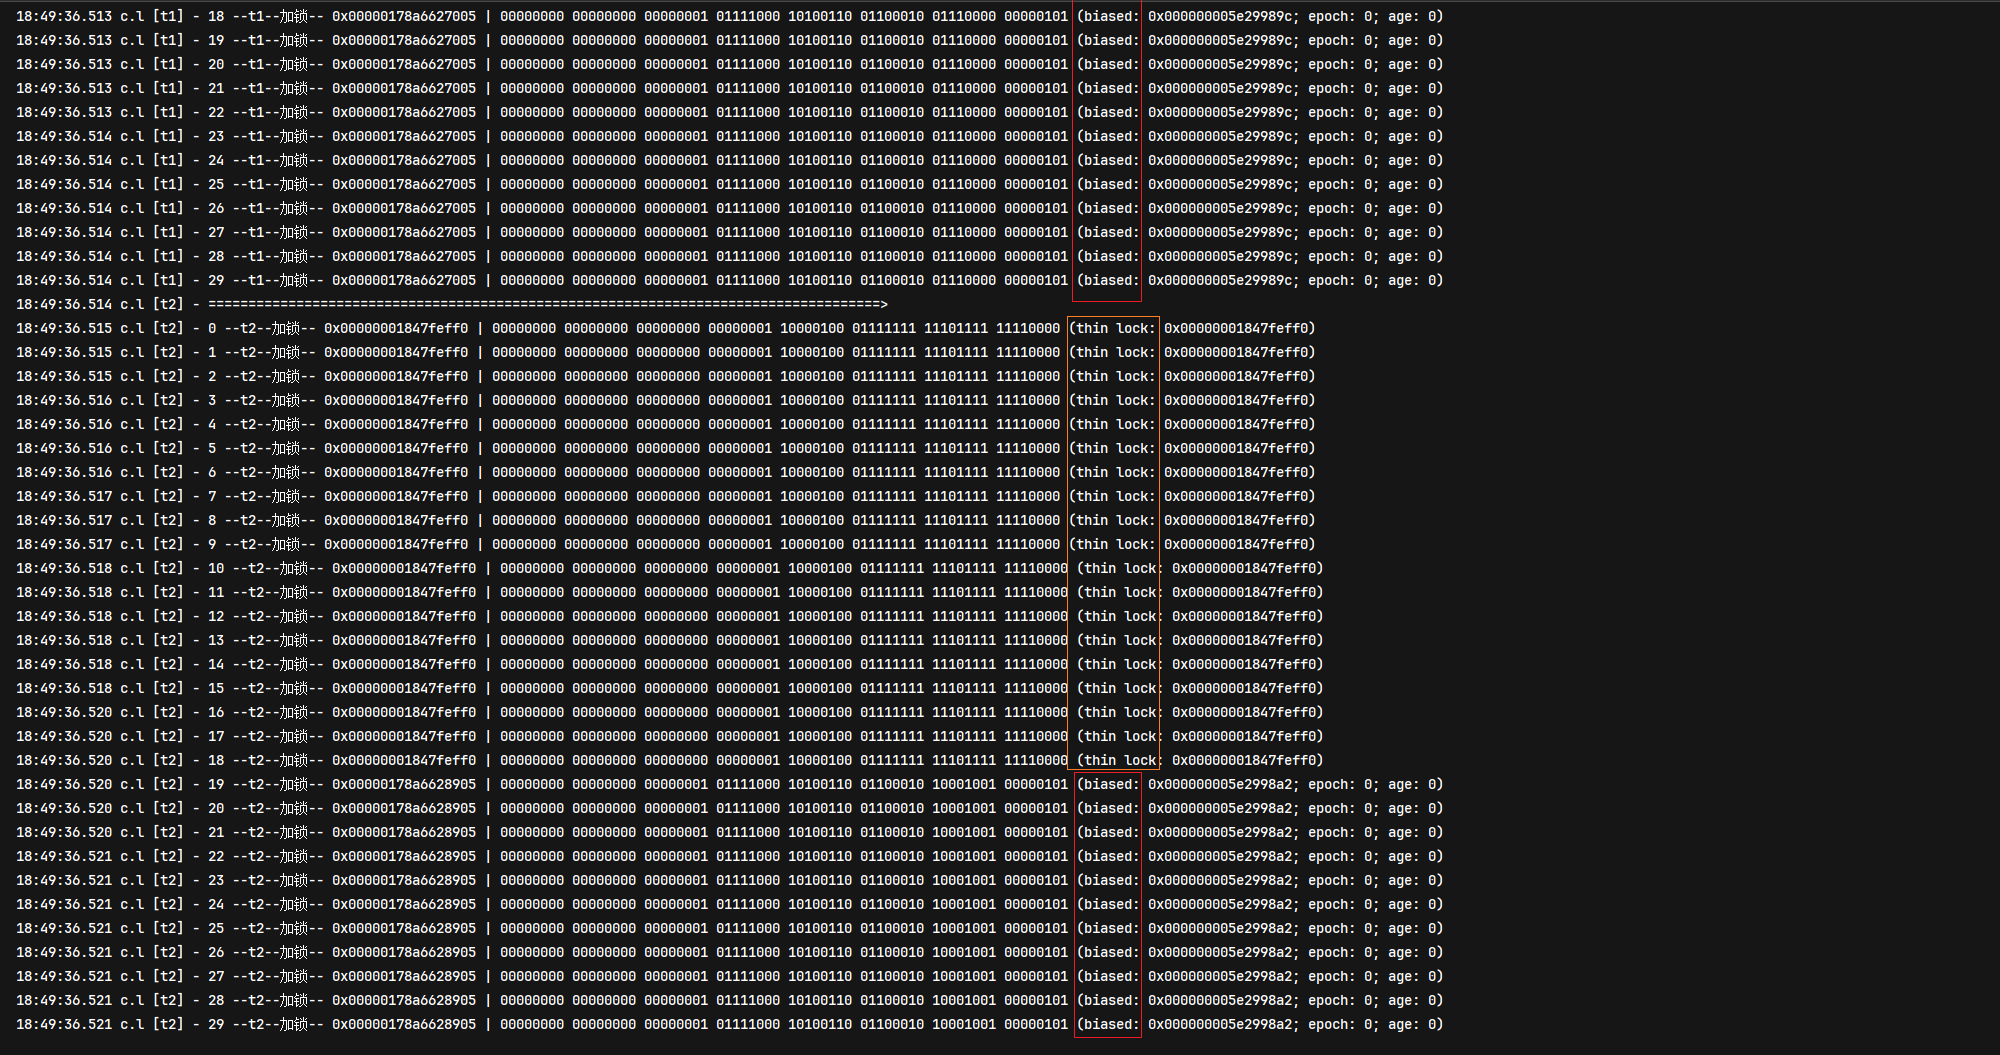 18:49:36.513 c.l [t1] - 18 --t1--加锁-- 0x00000178a6627005 | 00000000 00000000 00000001 01111000 10100110 01100010 01110000 00000101 (biased: 0x000000005e29989c; epoch: 0; age: 0)
18:49:36.513 c.l [t1] - 19 --t1--加锁-- 0x00000178a6627005 | 00000000 00000000 00000001 01111000 10100110 01100010 01110000 00000101 (biased: 0x000000005e29989c; epoch: 0; age: 0)
18:49:36.513 c.l [t1] - 20 --t1--加锁-- 0x00000178a6627005 | 00000000 00000000 00000001 01111000 10100110 01100010 01110000 00000101 (biased: 0x000000005e29989c; epoch: 0; age: 0)
18:49:36.513 c.l [t1] - 21 --t1--加锁-- 0x00000178a6627005 | 00000000 00000000 00000001 01111000 10100110 01100010 01110000 00000101 (biased: 0x000000005e29989c; epoch: 0; age: 0)
18:49:36.513 c.l [t1] - 22 --t1--加锁-- 0x00000178a6627005 | 00000000 00000000 00000001 01111000 10100110 01100010 01110000 00000101 (biased: 0x000000005e29989c; epoch: 0; age: 0)
18:49:36.514 c.l [t1] - 23 --t1--加锁-- 0x00000178a6627005 | 00000000 00000000 00000001 01111000 10100110 01100010 01110000 00000101 (biased: 0x000000005e29989c; epoch: 0; age: 0)
18:49:36.514 c.l [t1] - 24 --t1--加锁-- 0x00000178a6627005 | 00000000 00000000 00000001 01111000 10100110 01100010 01110000 00000101 (biased: 0x000000005e29989c; epoch: 0; age: 0)
18:49:36.514 c.l [t1] - 25 --t1--加锁-- 0x00000178a6627005 | 00000000 00000000 00000001 01111000 10100110 01100010 01110000 00000101 (biased: 0x000000005e29989c; epoch: 0; age: 0)
18:49:36.514 c.l [t1] - 26 --t1--加锁-- 0x00000178a6627005 | 00000000 00000000 00000001 01111000 10100110 01100010 01110000 00000101 (biased: 0x000000005e29989c; epoch: 0; age: 0)
18:49:36.514 c.l [t1] - 27 --t1--加锁-- 0x00000178a6627005 | 00000000 00000000 00000001 01111000 10100110 01100010 01110000 00000101 (biased: 0x000000005e29989c; epoch: 0; age: 0)
18:49:36.514 c.l [t1] - 28 --t1--加锁-- 0x00000178a6627005 | 00000000 00000000 00000001 01111000 10100110 01100010 01110000 00000101 (biased: 0x000000005e29989c; epoch: 0; age: 0)
18:49:36.514 c.l [t1] - 29 --t1--加锁-- 0x00000178a6627005 | 00000000 00000000 00000001 01111000 10100110 01100010 01110000 00000101 (biased: 0x000000005e29989c; epoch: 0; age: 0)
18:49:36.514 c.l [t2] - ====================================================================================>
18:49:36.515 c.l [t2] - 0 --t2--加锁-- 0x00000001847feff0 | 00000000 00000000 00000000 00000001 10000100 01111111 11101111 11110000 (thin lock: 0x00000001847feff0)
18:49:36.515 c.l [t2] - 1 --t2--加锁-- 0x00000001847feff0 | 00000000 00000000 00000000 00000001 10000100 01111111 11101111 11110000 (thin lock: 0x00000001847feff0)
18:49:36.515 c.l [t2] - 2 --t2--加锁-- 0x00000001847feff0 | 00000000 00000000 00000000 00000001 10000100 01111111 11101111 11110000 (thin lock: 0x00000001847feff0)
18:49:36.516 c.l [t2] - 3 --t2--加锁-- 0x00000001847feff0 | 00000000 00000000 00000000 00000001 10000100 01111111 11101111 11110000 (thin lock: 0x00000001847feff0)
18:49:36.516 c.l [t2] - 4 --t2--加锁-- 0x00000001847feff0 | 00000000 00000000 00000000 00000001 10000100 01111111 11101111 11110000 (thin lock: 0x00000001847feff0)
18:49:36.516 c.l [t2] - 5 --t2--加锁-- 0x00000001847feff0 | 00000000 00000000 00000000 00000001 10000100 01111111 11101111 11110000 (thin lock: 0x00000001847feff0)
18:49:36.516 c.l [t2] - 6 --t2--加锁-- 0x00000001847feff0 | 00000000 00000000 00000000 00000001 10000100 01111111 11101111 11110000 (thin lock: 0x00000001847feff0)
18:49:36.517 c.l [t2] - 7 --t2--加锁-- 0x00000001847feff0 | 00000000 00000000 00000000 00000001 10000100 01111111 11101111 11110000 (thin lock: 0x00000001847feff0)
18:49:36.517 c.l [t2] - 8 --t2--加锁-- 0x00000001847feff0 | 00000000 00000000 00000000 00000001 10000100 01111111 11101111 11110000 (thin lock: 0x00000001847feff0)
18:49:36.517 c.l [t2] - 9 --t2--加锁-- 0x00000001847feff0 | 00000000 00000000 00000000 00000001 10000100 01111111 11101111 11110000 (thin lock: 0x00000001847feff0)
18:49:36.518 c.l [t2] - 10 --t2--加锁-- 0x00000001847feff0 | 00000000 00000000 00000000 00000001 10000100 01111111 11101111 11110000 (thin lock: 0x00000001847feff0)
18:49:36.518 c.l [t2] - 11 --t2--加锁-- 0x00000001847feff0 | 00000000 00000000 00000000 00000001 10000100 01111111 11101111 11110000 (thin lock: 0x00000001847feff0)
18:49:36.518 c.l [t2] - 12 --t2--加锁-- 0x00000001847feff0 | 00000000 00000000 00000000 00000001 10000100 01111111 11101111 11110000 (thin lock: 0x00000001847feff0)
18:49:36.518 c.l [t2] - 13 --t2--加锁-- 0x00000001847feff0 | 00000000 00000000 00000000 00000001 10000100 01111111 11101111 11110000 (thin lock: 0x00000001847feff0)
18:49:36.518 c.l [t2] - 14 --t2--加锁-- 0x00000001847feff0 | 00000000 00000000 00000000 00000001 10000100 01111111 11101111 11110000 (thin lock: 0x00000001847feff0)
18:49:36.518 c.l [t2] - 15 --t2--加锁-- 0x00000001847feff0 | 00000000 00000000 00000000 00000001 10000100 01111111 11101111 11110000 (thin lock: 0x00000001847feff0)
18:49:36.520 c.l [t2] - 16 --t2--加锁-- 0x00000001847feff0 | 00000000 00000000 00000000 00000001 10000100 01111111 11101111 11110000 (thin lock: 0x00000001847feff0)
18:49:36.520 c.l [t2] - 17 --t2--加锁-- 0x00000001847feff0 | 00000000 00000000 00000000 00000001 10000100 01111111 11101111 11110000 (thin lock: 0x00000001847feff0)
18:49:36.520 c.l [t2] - 18 --t2--加锁-- 0x00000001847feff0 | 00000000 00000000 00000000 00000001 10000100 01111111 11101111 11110000 (thin lock: 0x00000001847feff0)
18:49:36.520 c.l [t2] - 19 --t2--加锁-- 0x00000178a6628905 | 00000000 00000000 00000001 01111000 10100110 01100010 10001001 00000101 (biased: 0x000000005e2998a2; epoch: 0; age: 0)
18:49:36.520 c.l [t2] - 20 --t2--加锁-- 0x00000178a6628905 | 00000000 00000000 00000001 01111000 10100110 01100010 10001001 00000101 (biased: 0x000000005e2998a2; epoch: 0; age: 0)
18:49:36.520 c.l [t2] - 21 --t2--加锁-- 0x00000178a6628905 | 00000000 00000000 00000001 01111000 10100110 01100010 10001001 00000101 (biased: 0x000000005e2998a2; epoch: 0; age: 0)
18:49:36.521 c.l [t2] - 22 --t2--加锁-- 0x00000178a6628905 | 00000000 00000000 00000001 01111000 10100110 01100010 10001001 00000101 (biased: 0x000000005e2998a2; epoch: 0; age: 0)
18:49:36.521 c.l [t2] - 23 --t2--加锁-- 0x00000178a6628905 | 00000000 00000000 00000001 01111000 10100110 01100010 10001001 00000101 (biased: 0x000000005e2998a2; epoch: 0; age: 0)
18:49:36.521 c.l [t2] - 24 --t2--加锁-- 0x00000178a6628905 | 00000000 00000000 00000001 01111000 10100110 01100010 10001001 00000101 (biased: 0x000000005e2998a2; epoch: 0; age: 0)
18:49:36.521 c.l [t2] - 25 --t2--加锁-- 0x00000178a6628905 | 00000000 00000000 00000001 01111000 10100110 01100010 10001001 00000101 (biased: 0x000000005e2998a2; epoch: 0; age: 0)
18:49:36.521 c.l [t2] - 26 --t2--加锁-- 0x00000178a6628905 | 00000000 00000000 00000001 01111000 10100110 01100010 10001001 00000101 (biased: 0x000000005e2998a2; epoch: 0; age: 0)
18:49:36.521 c.l [t2] - 27 --t2--加锁-- 0x00000178a6628905 | 00000000 00000000 00000001 01111000 10100110 01100010 10001001 00000101 (biased: 0x000000005e2998a2; epoch: 0; age: 0)
18:49:36.521 c.l [t2] - 28 --t2--加锁-- 0x00000178a6628905 | 00000000 00000000 00000001 01111000 10100110 01100010 10001001 00000101 (biased: 0x000000005e2998a2; epoch: 0; age: 0)
18:49:36.521 c.l [t2] - 29 --t2--加锁-- 0x00000178a6628905 | 00000000 00000000 00000001 01111000 10100110 01100010 10001001 00000101 (biased: 0x000000005e2998a2; epoch: 0; age: 0)